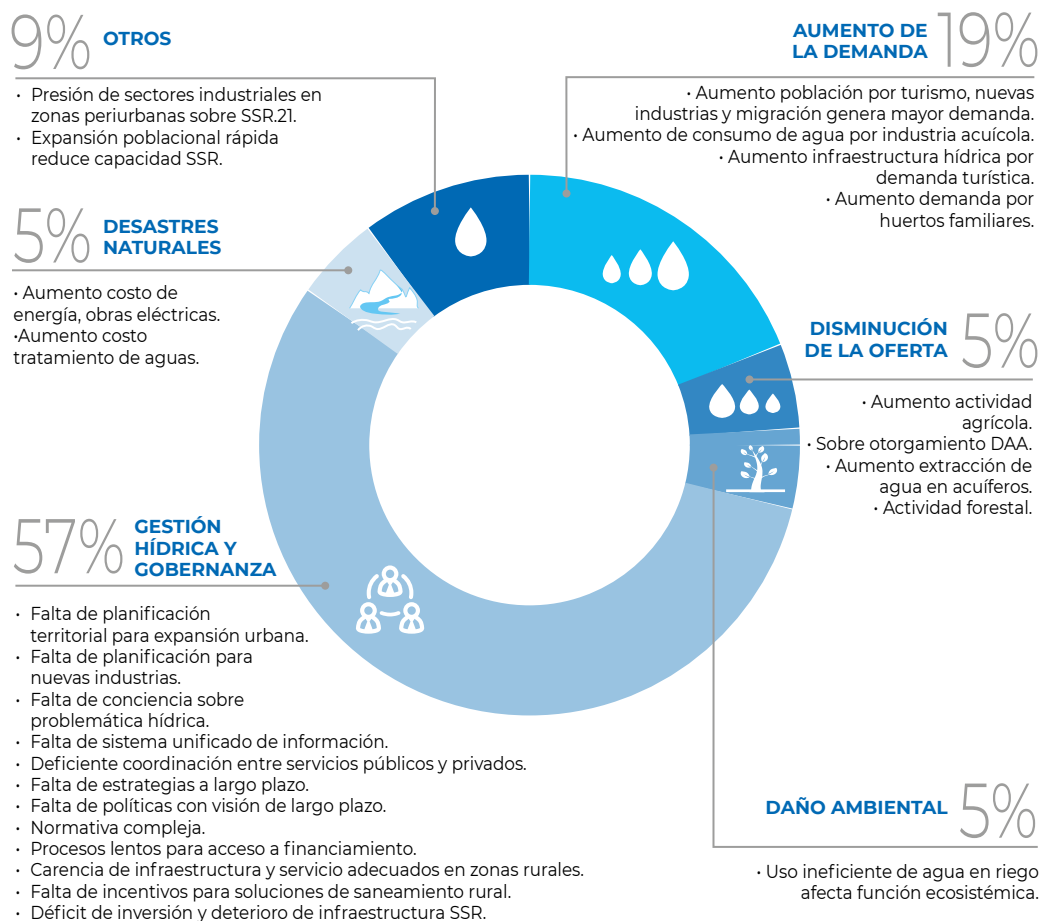 9% OTROS
• Presión de sectores industriales en
zonas periurbanas sobre SSR.21.
• Expansión poblacional rápida
reduce capacidad SSR.
5% DESASTRES
NATURALES
• Aumento costo de
energía, obras eléctricas.
•Aumento costo
tratamiento de aguas.
57% GESTIÓN
HÍDRICA Y
GOBERNANZA
• Falta de planificación
territorial para expansión urbana.
• Falta de planificación para
nuevas industrias.
• Falta de conciencia sobre
problemática hídrica.
• Falta de sistema unificado de información.
• Deficiente coordinación entre servicios públicos y privados.
• Falta de estrategias a largo plazo.
• Falta de políticas con visión de largo plazo.
• Normativa compleja.
• Procesos lentos para acceso a financiamiento.
• Carencia de infraestructura y servicio adecuados en zonas rurales.
• Falta de incentivos para soluciones de saneamiento rural.
• Déficit de inversión y deterioro de infraestructura SSR.
AUMENTO DE
LA DEMANDA 19%
• Aumento población por turismo, nuevas
industrias y migración genera mayor demanda.
• Aumento de consumo de agua por industria acuícola.
• Aumento infraestructura hídrica por
demanda turística.
• Aumento demanda por
huertos familiares.
DISMINUCIÓN
DE LA OFERTA 5%
• Aumento actividad
agrícola.
• Sobre otorgamiento DAA.
• Aumento extracción de
agua en acuíferos.
• Actividad forestal.
DAÑO AMBIENTAL 5%
• Uso ineficiente de agua en riego
afecta función ecosistémica.